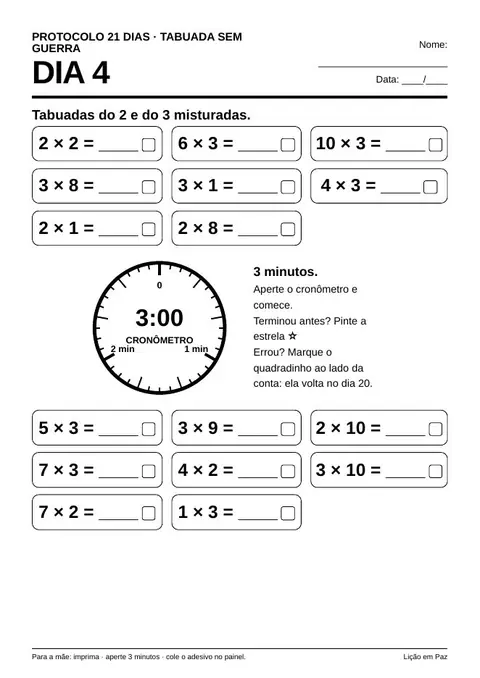 PROTOCOLO 21 DIAS · TABUADA SEM
GUERRA
DIA 4
Nome:
Data: ____/____
Tabuadas do 2 e do 3 misturadas.
2 × 2 = ____
6 × 3 = ____
10 × 3 = ____
3 × 8 = ____
3 × 1 = ____
4 × 3 = ____
2 × 1 = ____
2 × 8 = ____
0
3:00
CRONÔMETRO
2 min
1 min
3 minutos.
Aperte o cronômetro e
comece.
Terminou antes? Pinte a
estrela ☆
Errou? Marque o
quadradinho ao lado da
conta: ela volta no dia 20.
5 × 3 = ____
3 × 9 = ____
2 × 10 = ____
7 × 3 = ____
4 × 2 = ____
3 × 10 = ____
7 × 2 = ____
1 × 3 = ____
Para a mãe: imprima · aperte 3 minutos · cole o adesivo no painel.
Lição em Paz